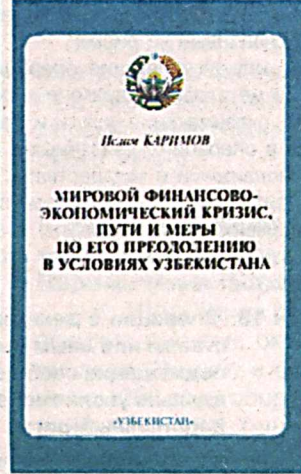 Ислам КАРИМОВ
МИРОВОЙ ФИНАНСОВО-
ЭКОНОМИЧЕСКИЙ КРИЗИС,
ПУТИ И МЕРЫ
ПО ЕГО ПРЕОДОЛЕНИЮ
В УСЛОВИЯХ УЗБЕКИСТАНА
«УЗБЕКИСТАН»